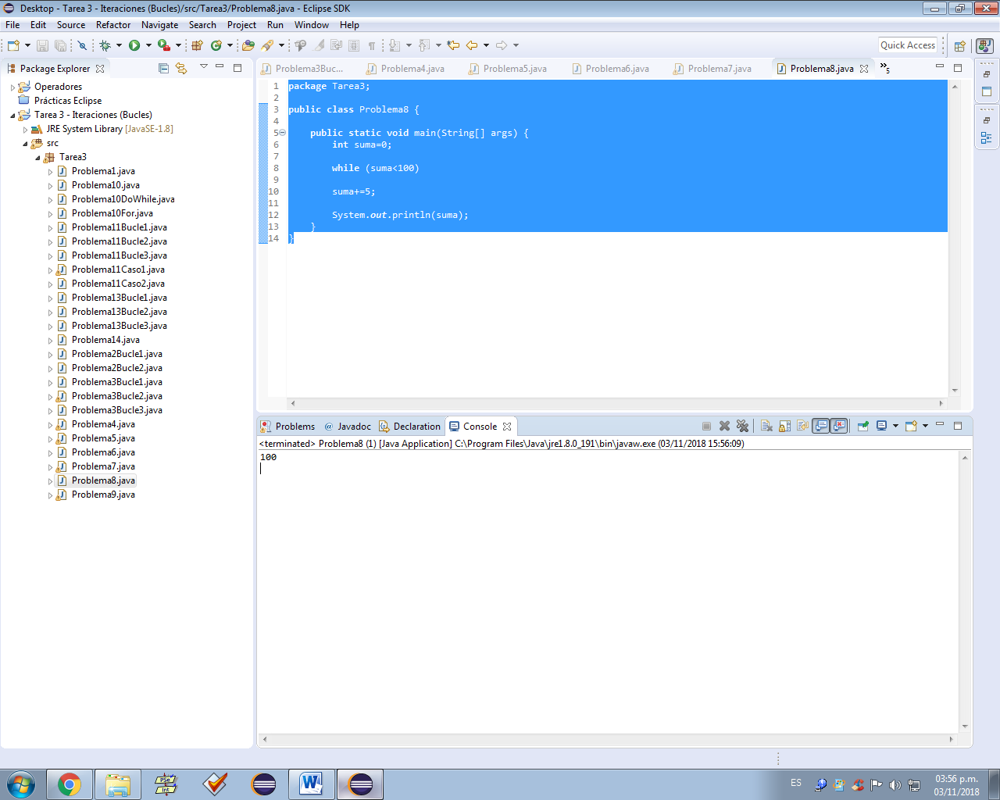 Desktop - Tarea 3 - Iteraciones (Bucles)/src/Tarea3/Problema8.java - Eclipse SDK
File Edit Source Refactor Navigate Search Project Run Window Help
Quick Access
Package Explorer
Operadores
Prácticas Eclipse
Tarea 3 - Iteraciones (Bucles)
JRE System Library [JavaSE-1.8]
src
Tarea3
Problema1.java
Problema10.java
Problema10DoWhile.java
Problema10For.java
Problema11Bucle1.java
Problema11Bucle2.java
Problema11Bucle3.java
Problema11Caso1.java
Problema11Caso2.java
Problema13Bucle1.java
Problema13Bucle2.java
Problema13Bucle3.java
Problema14.java
Problema2Bucle1.java
Problema2Bucle2.java
Problema3Bucle1.java
Problema3Bucle2.java
Problema3Bucle3.java
Problema4.java
Problema5.java
Problema6.java
Problema7.java
Problema8.java
Problema9.java
Problema3Buc... Problema4.java Problema5.java Problema6.java Problema7.java Problema8.java »5
1 package Tarea3;
2
3 public class Problema8 {
4
5 public static void main(String[] args) {
6 int suma=0;
7
8 while (suma<100)
9
10 suma+=5;
11
12 System.out.println(suma);
13 }
14 }
Problems @ Javadoc Declaration Console
<terminated> Problema8 (1) [Java Application] C:\Program Files\Java\jre1.8.0_191\bin\javaw.exe (03/11/2018 15:56:09)
100
PSe
Int
W
ES
03:56 p.m.
03/11/2018